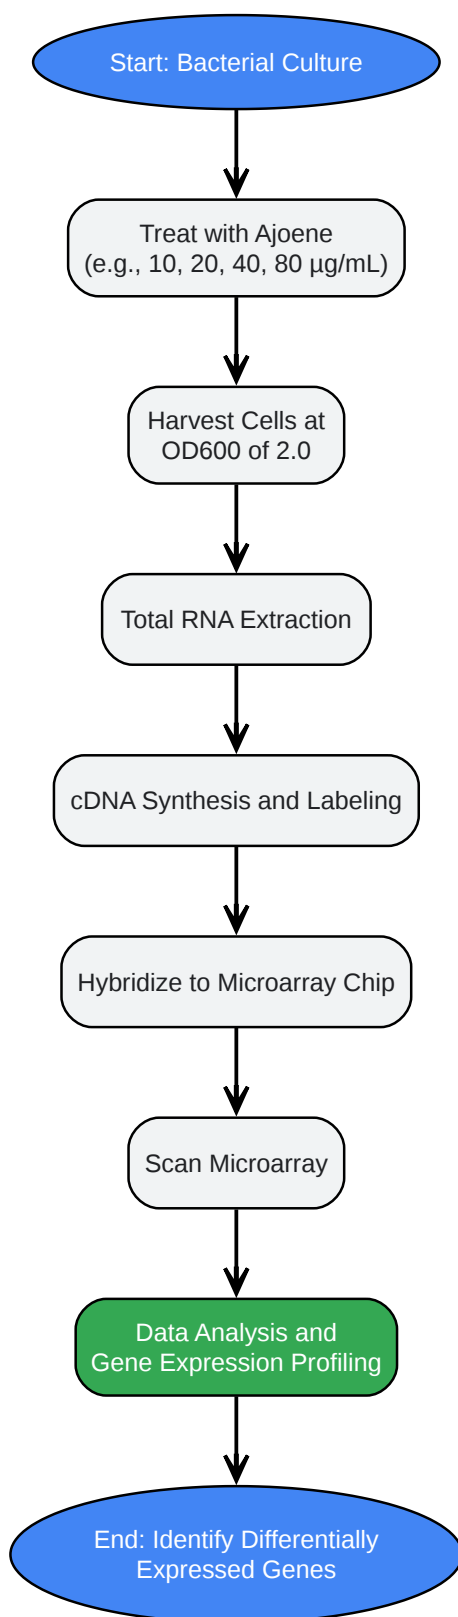 Start: Bacterial Culture
Treat with Ajoene
(e.g., 10, 20, 40, 80 µg/mL)
Harvest Cells at
OD600 of 2.0
Total RNA Extraction
cDNA Synthesis and Labeling
Hybridize to Microarray Chip
Scan Microarray
Data Analysis and
Gene Expression Profiling
End: Identify Differentially
Expressed Genes